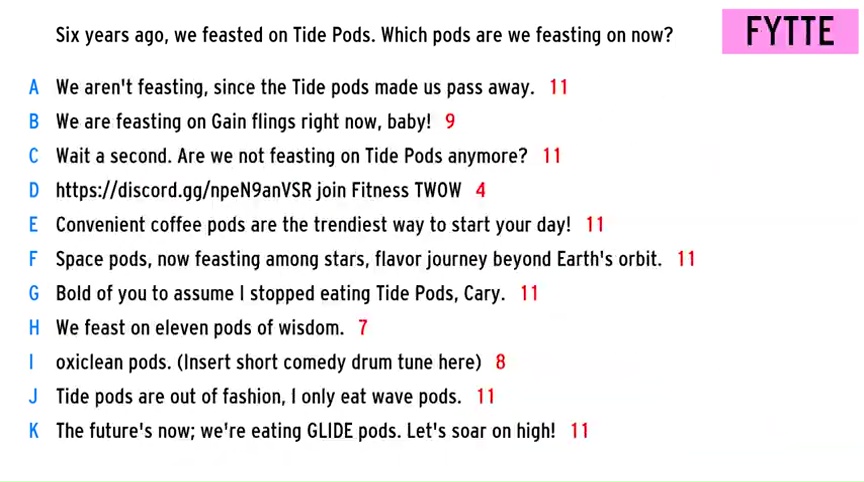 Six years ago, we feasted on Tide Pods. Which pods are we feasting on now?
FYTTE
A We aren't feasting, since the Tide pods made us pass away. 11
B We are feasting on Gain flings right now, baby! 9
C Wait a second. Are we not feasting on Tide Pods anymore? 11
D https://discord.gg/npeN9anVSR join Fitness TWOW 4
E Convenient coffee pods are the trendiest way to start your day! 11
F Space pods, now feasting among stars, flavor journey beyond Earth's orbit. 11
G Bold of you to assume I stopped eating Tide Pods, Cary. 11
H We feast on eleven pods of wisdom. 7
I oxiclean pods. (Insert short comedy drum tune here) 8
J Tide pods are out of fashion, I only eat wave pods. 11
K The future's now; we're eating GLIDE pods. Let's soar on high! 11